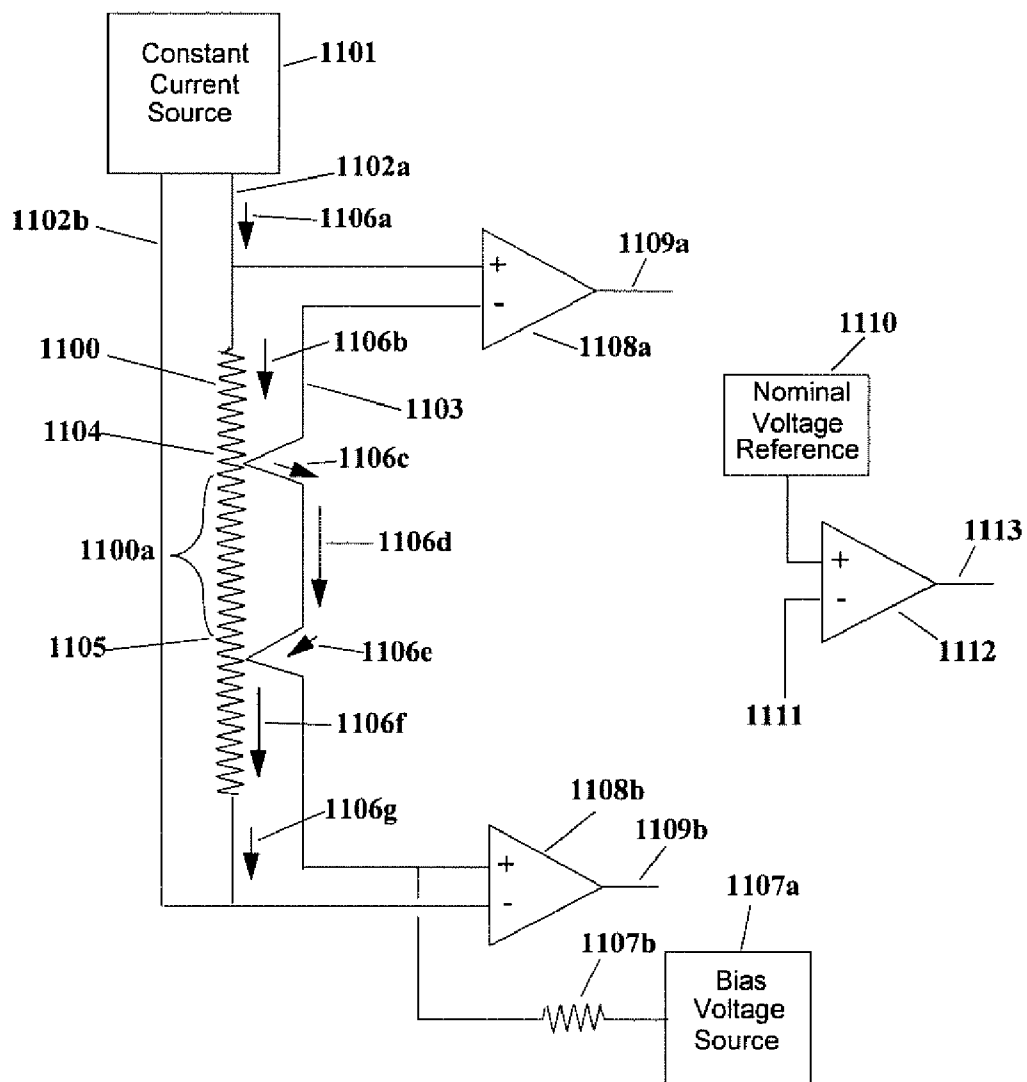 Constant
Current
Source
1101
1102a
1102b
1106a
1109a
+
-
1108a
1100
1106b
1103
1104
1106c
1100a
1106d
1105
1106e
1106f
1106g
1110
Nominal
Voltage
Reference
1113
+
-
1112
1111
1108b
1109b
+
-
1107a
1107b
Bias
Voltage
Source